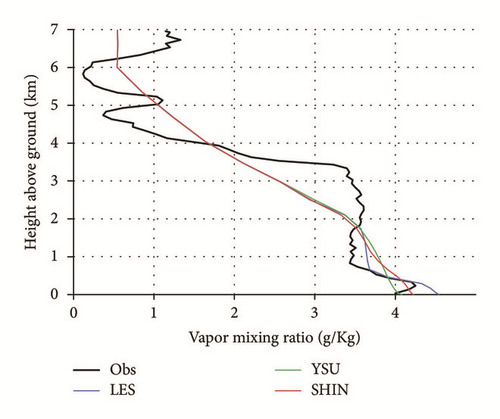 7
6
5
4
3
2
1
0
Height above ground (km)
0 1 2 3 4
Vapor mixing ratio (g/Kg)
Obs YSU
LES SHIN